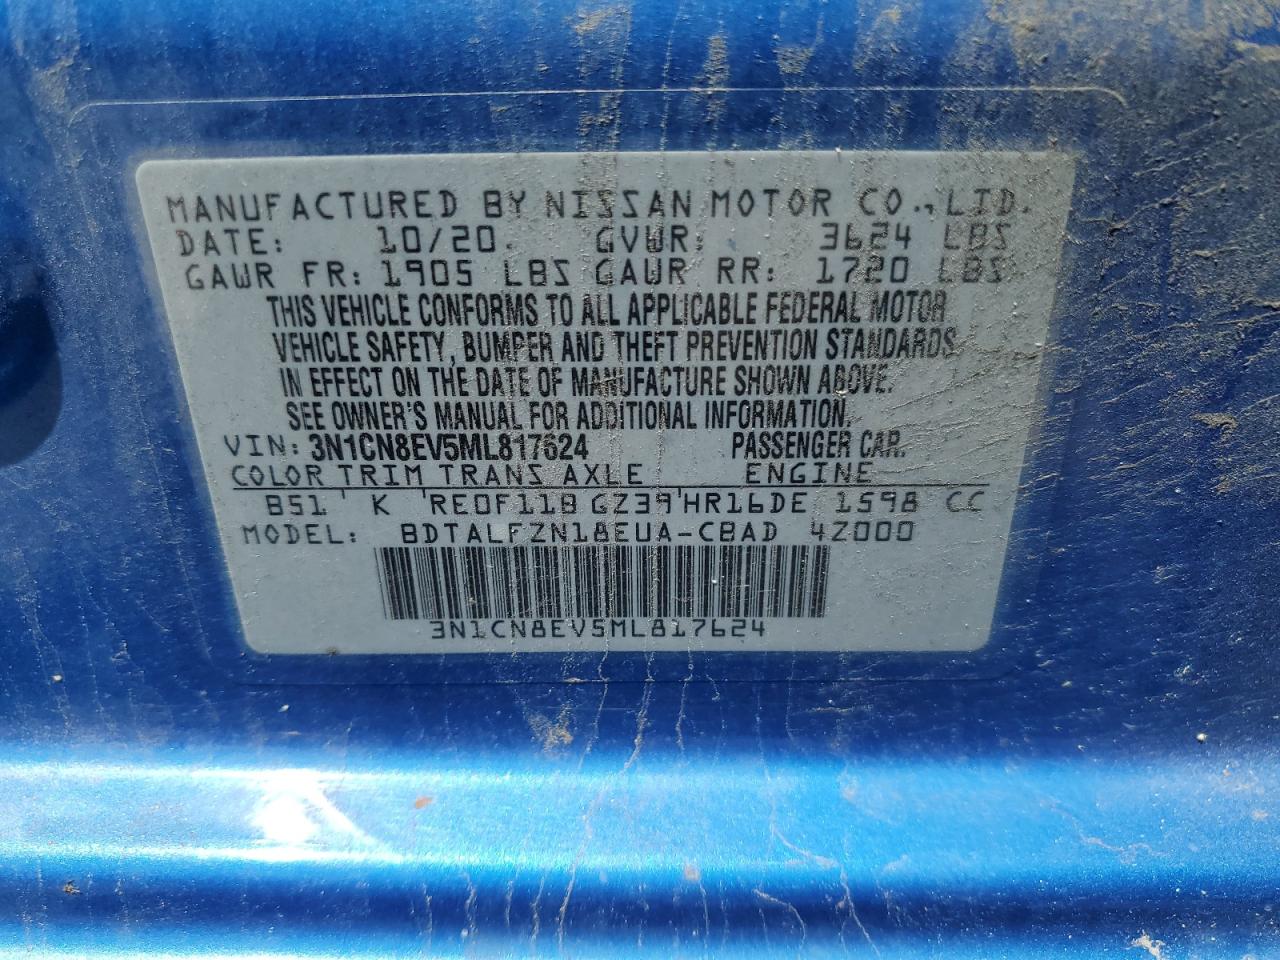 MANUFACTURED BY NISSAN MOTOR CO., LTD.
DATE: 10/20 GVWR: 3624 LBS
GAWR FR: 1905 LBS GAWR RR: 1720 LBS
THIS VEHICLE CONFORMS TO ALL APPLICABLE FEDERAL MOTOR
VEHICLE SAFETY, BUMPER AND THEFT PREVENTION STANDARDS
IN EFFECT ON THE DATE OF MANUFACTURE SHOWN ABOVE.
SEE OWNER'S MANUAL FOR ADDITIONAL INFORMATION.
VIN: 3N1CN8EV5ML817624 PASSENGER CAR.
COLOR TRIM TRANS AXLE ENGINE
B51 K RE0F11B GZ39 HR16DE 1598 CC
MODEL: BDTALFZN18EUA-CBAD 4Z000
3N1CN8EV5ML817624